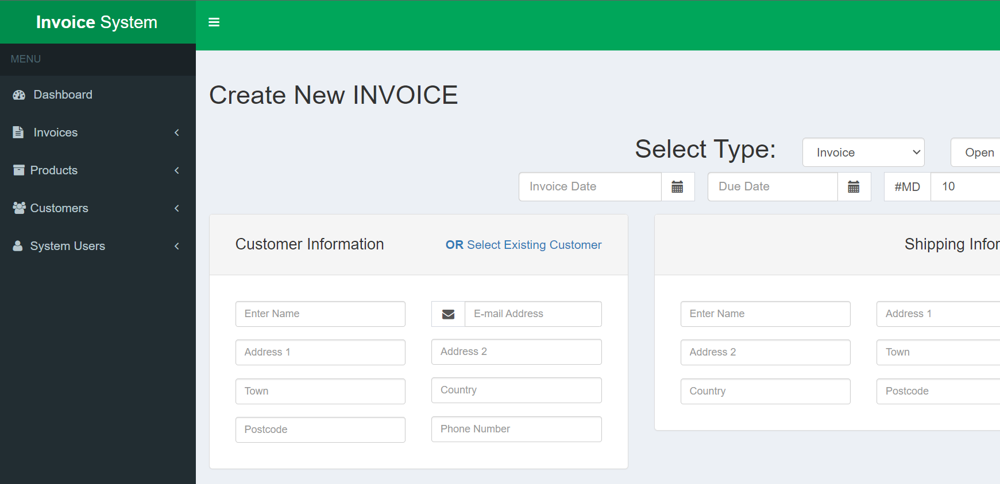 Invoice System
MENU
Dashboard
Invoices
Products
Customers
System Users
Create New INVOICE
Select Type: Invoice Open
Invoice Date Due Date #MD 10
Customer Information OR Select Existing Customer
Enter Name E-mail Address
Address 1 Address 2
Town Country
Postcode Phone Number
Shipping Infor
Enter Name Address 1
Address 2 Town
Country Postcode